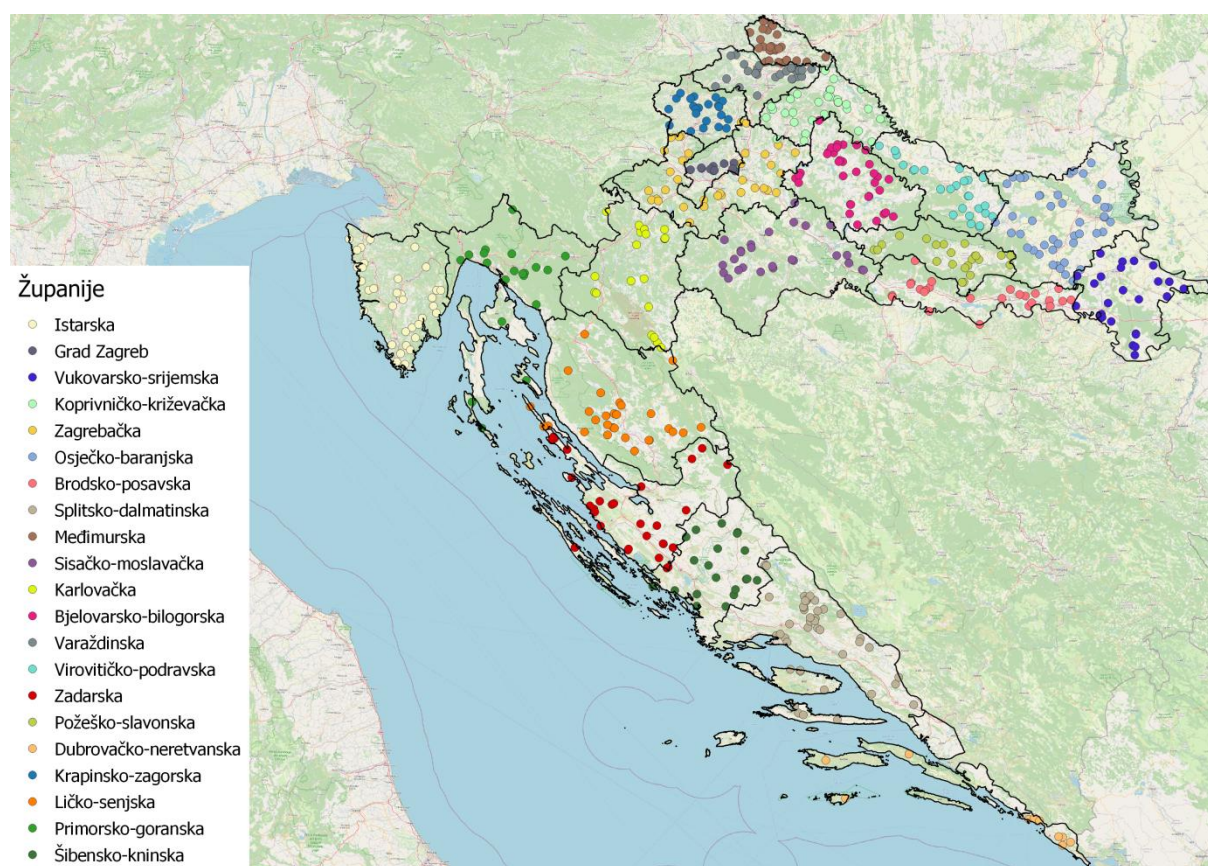 Županije
Istarska
Grad Zagreb
Vukovarsko-srijemska
Koprivničko-križevačka
Zagrebačka
Osječko-baranjska
Brodsko-posavska
Splitsko-dalmatinska
Međimurska
Sisačko-moslavačka
Karlovačka
Bjelovarsko-bilogorska
Varaždinska
Virovitičko-podravska
Zadarska
Požeško-slavonska
Dubrovačko-neretvanska
Krapinsko-zagorska
Ličko-senjska
Primorsko-goranska
Šibensko-kninska